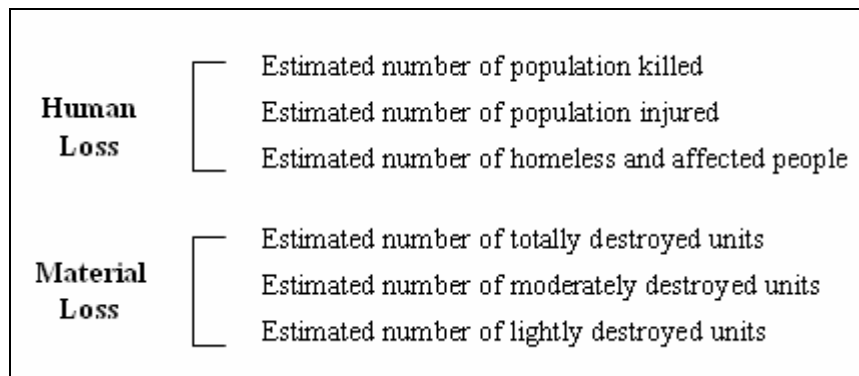 Human
Loss
Estimated number of population killed
Estimated number of population injured
Estimated number of homeless and affected people
Material
Loss
Estimated number of totally destroyed units
Estimated number of moderately destroyed units
Estimated number of lightly destroyed units